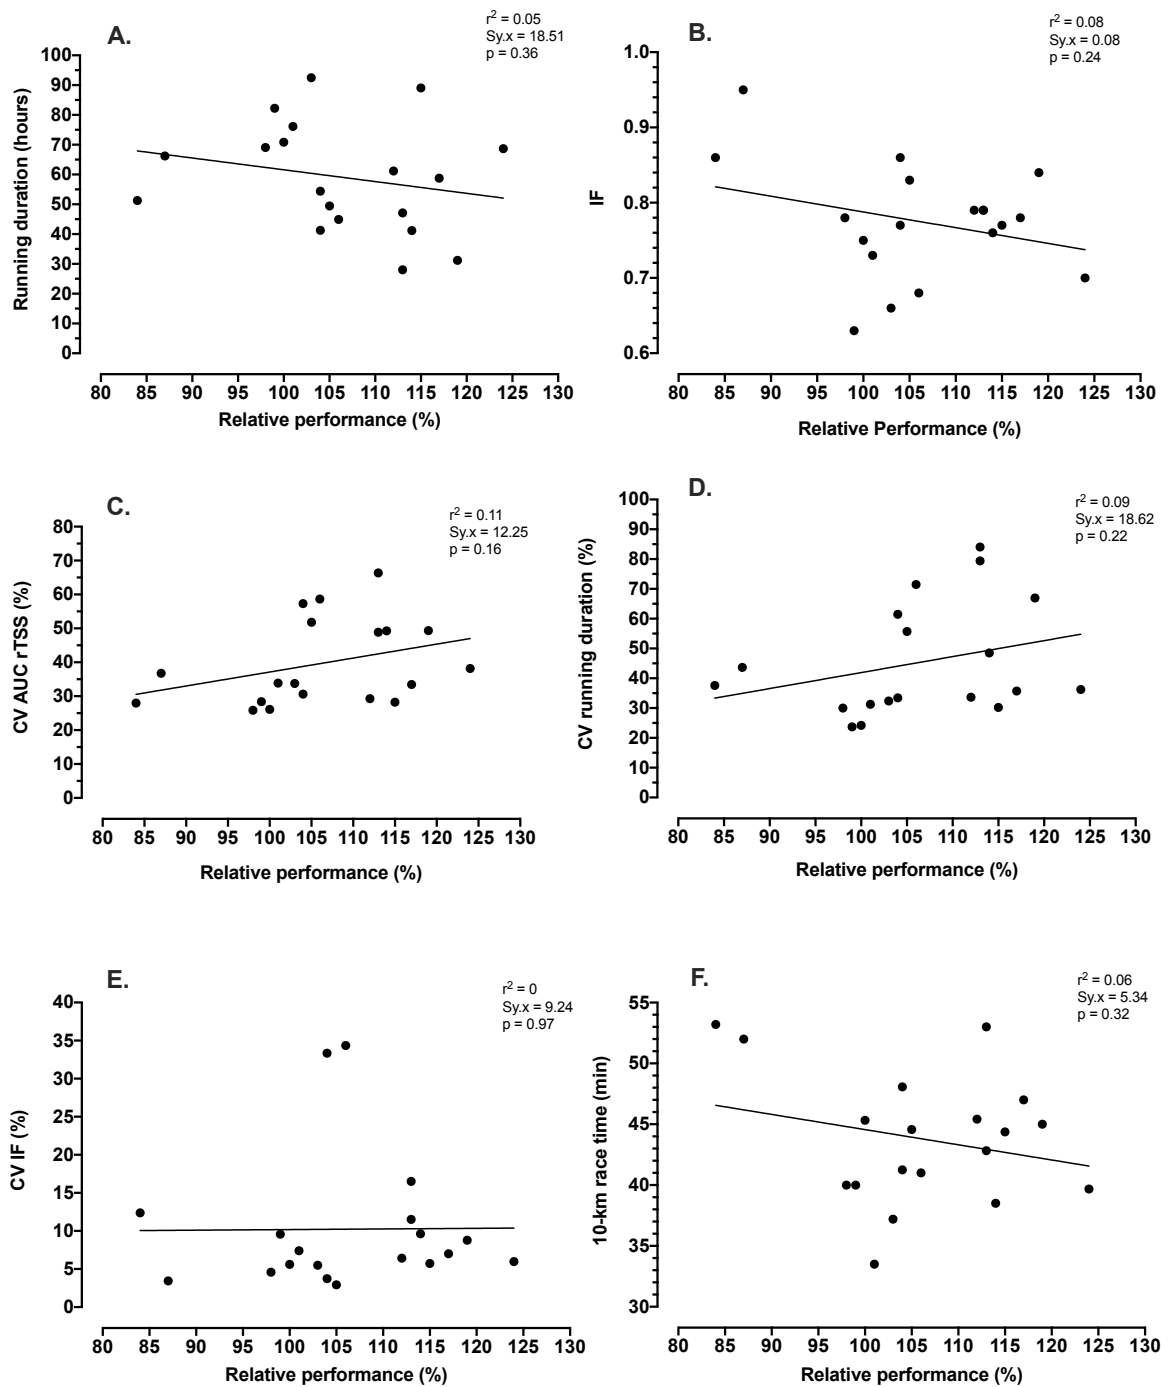 A.
r² = 0.05
Sy.x = 18.51
p = 0.36
Running duration (hours)
100
90
80
70
60
50
40
30
20
10
0
80 85 90 95 100 105 110 115 120 125 130
Relative performance (%)
B.
r² = 0.08
Sy.x = 0.08
p = 0.24
IF
1.0
0.9
0.8
0.7
0.6
80 85 90 95 100 105 110 115 120 125 130
Relative Performance (%)
C.
r² = 0.11
Sy.x = 12.25
p = 0.16
CV AUC rTSS (%)
80
70
60
50
40
30
20
10
0
80 85 90 95 100 105 110 115 120 125 130
Relative performance (%)
D.
r² = 0.09
Sy.x = 18.62
p = 0.22
CV running duration (%)
100
90
80
70
60
50
40
30
20
10
0
80 85 90 95 100 105 110 115 120 125 130
Relative performance (%)
E.
r² = 0
Sy.x = 9.24
p = 0.97
CV IF (%)
40
35
30
25
20
15
10
5
0
80 85 90 95 100 105 110 115 120 125 130
Relative performance (%)
F.
r² = 0.06
Sy.x = 5.34
p = 0.32
10-km race time (min)
55
50
45
40
35
30
80 85 90 95 100 105 110 115 120 125 130
Relative performance (%)